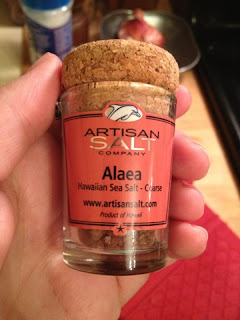 ARTISAN
SALT
COMPANY
Alaea
Hawaiian Sea Salt - Coarse
www.artisansalt.com
Product of Hawaii